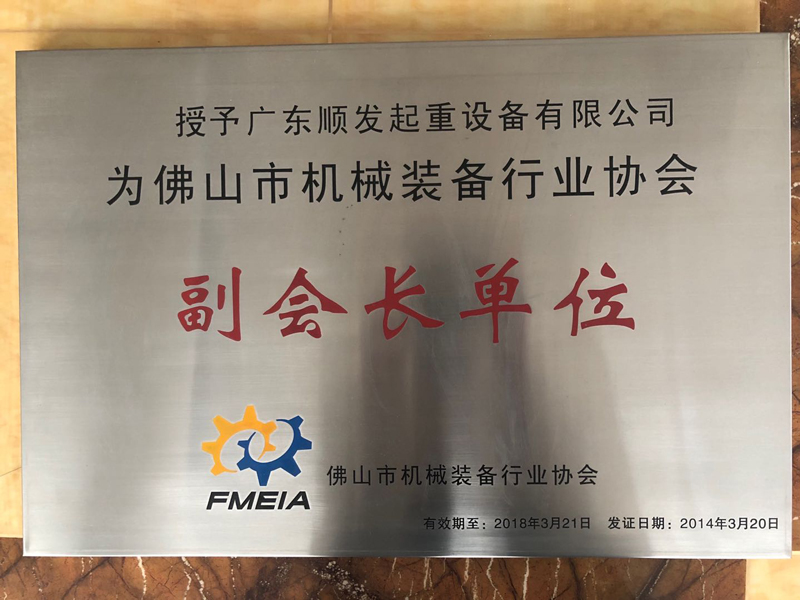 授予广东顺发起重设备有限公司
为佛山市机械装备行业协会
副会长单位
FMEIA
佛山市机械装备行业协会
有效期至：2018年3月21日 发证日期：2014年3月20日